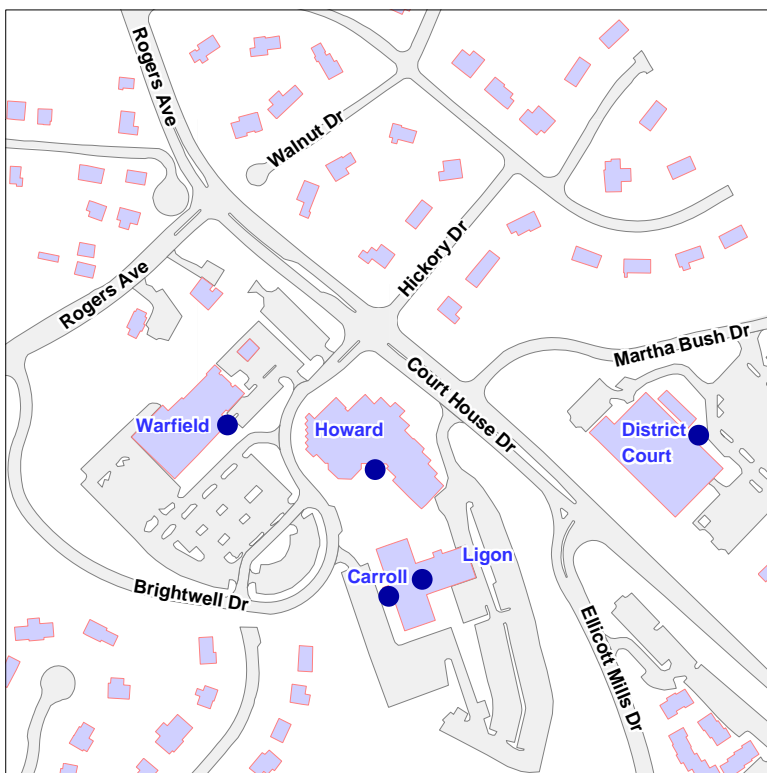 Rogers Ave
Walnut Dr
Hickory Dr
Rogers Ave
Martha Bush Dr
Court House Dr
Warfield
Howard
District
Court
Ligon
Carroll
Brightwell Dr
Ellicott Mills Dr